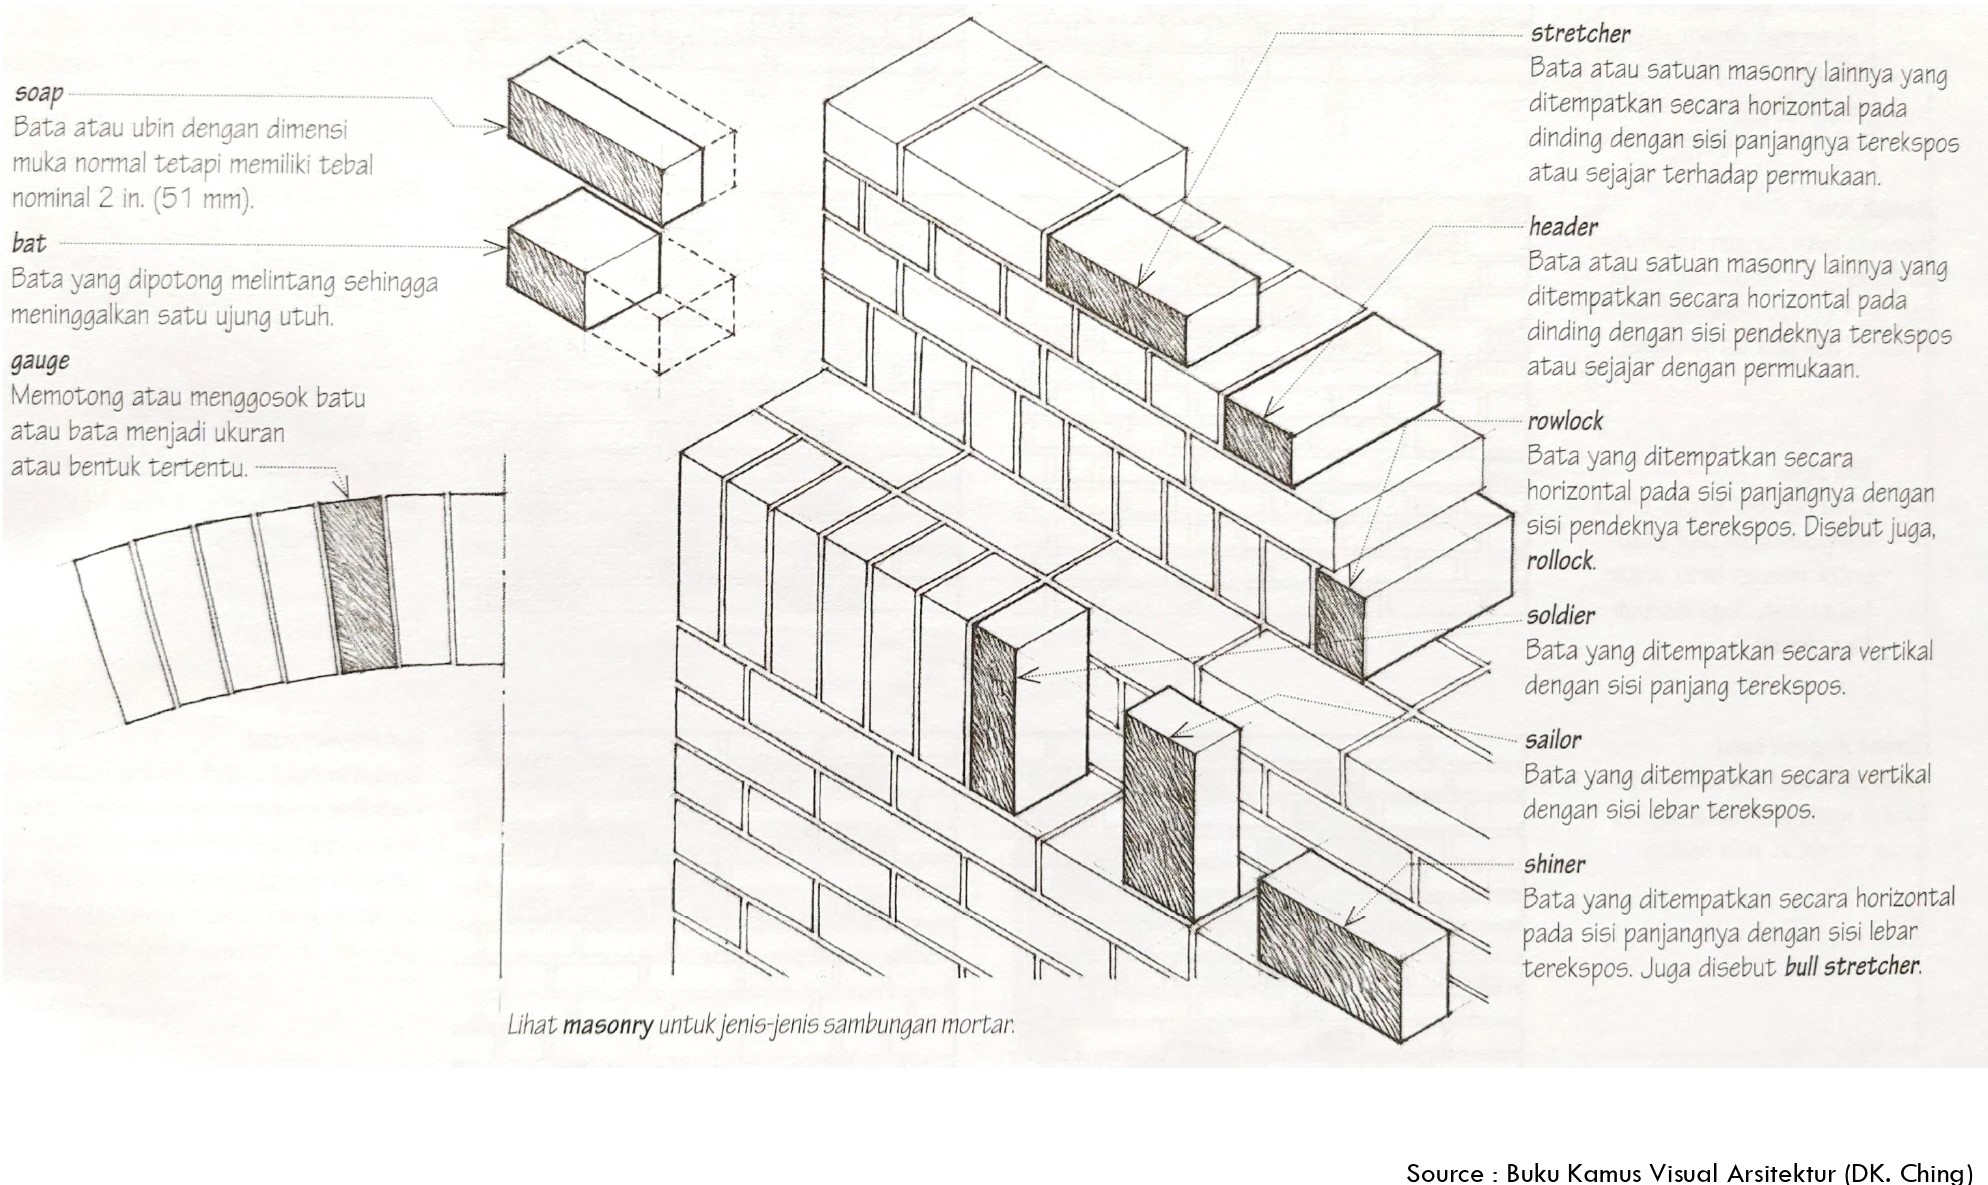 soap
Bata atau ubin dengan dimensi
muka normal tetapi memiliki tebal
nominal 2 in. (51 mm).
bat
Bata yang dipotong melintang sehingga
meninggalkan satu ujung utuh.
gauge
Memotong atau menggosok batu
atau bata menjadi ukuran
atau bentuk tertentu.
stretcher
Bata atau satuan masonry lainnya yang
ditempatkan secara horizontal pada
dinding dengan sisi panjangnya terekspos
atau sejajar terhadap permukaan.
header
Bata atau satuan masonry lainnya yang
ditempatkan secara horizontal pada
dinding dengan sisi pendeknya terekspos
atau sejajar dengan permukaan.
rowlock
Bata yang ditempatkan secara
horizontal pada sisi panjangnya dengan
sisi pendeknya terekspos. Disebut juga,
rollock.
soldier
Bata yang ditempatkan secara vertikal
dengan sisi panjang terekspos.
sailor
Bata yang ditempatkan secara vertikal
dengan sisi lebar terekspos.
shiner
Bata yang ditempatkan secara horizontal
pada sisi panjangnya dengan sisi lebar
terekspos. Juga disebut bull stretcher.
Lihat masonry untuk jenis-jenis sambungan mortar.
Source : Buku Kamus Visual Arsitektur (DK. Ching)